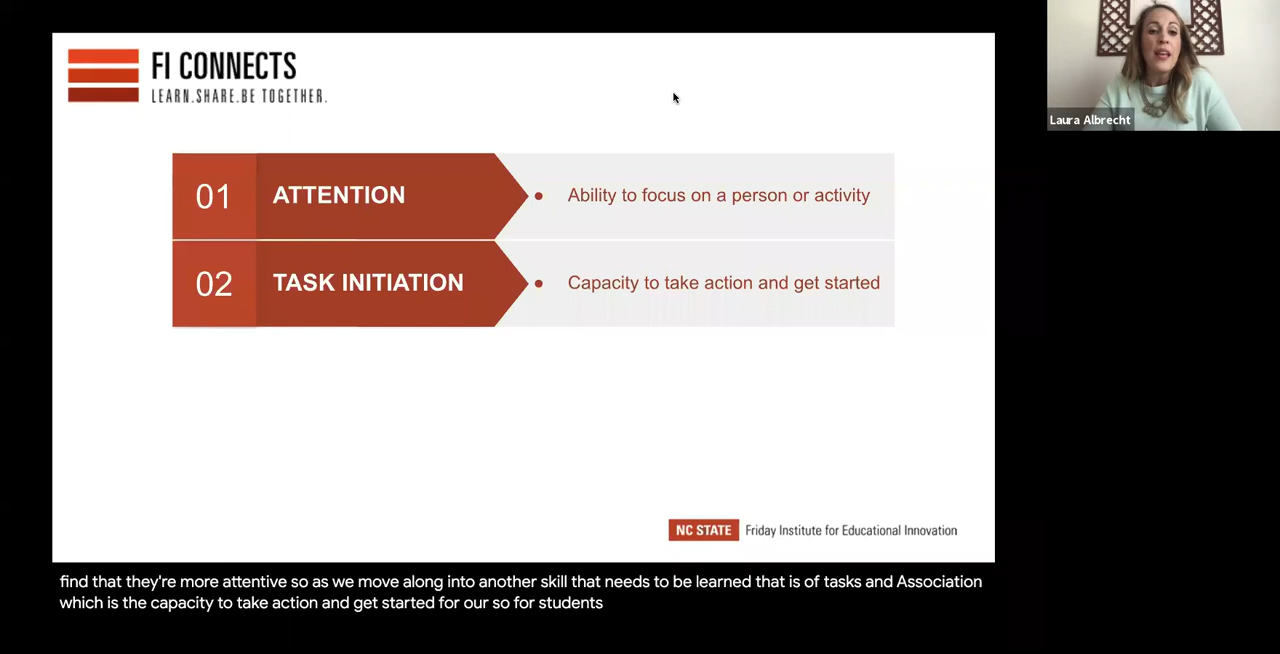 FI CONNECTS
LEARN.SHARE.BE TOGETHER.
Laura Albrecht
01 ATTENTION • Ability to focus on a person or activity
02 TASK INITIATION • Capacity to take action and get started
NC STATE Friday Institute for Educational Innovation
find that they're more attentive so as we move along into another skill that needs to be learned that is of tasks and Association
which is the capacity to take action and get started for our so for students